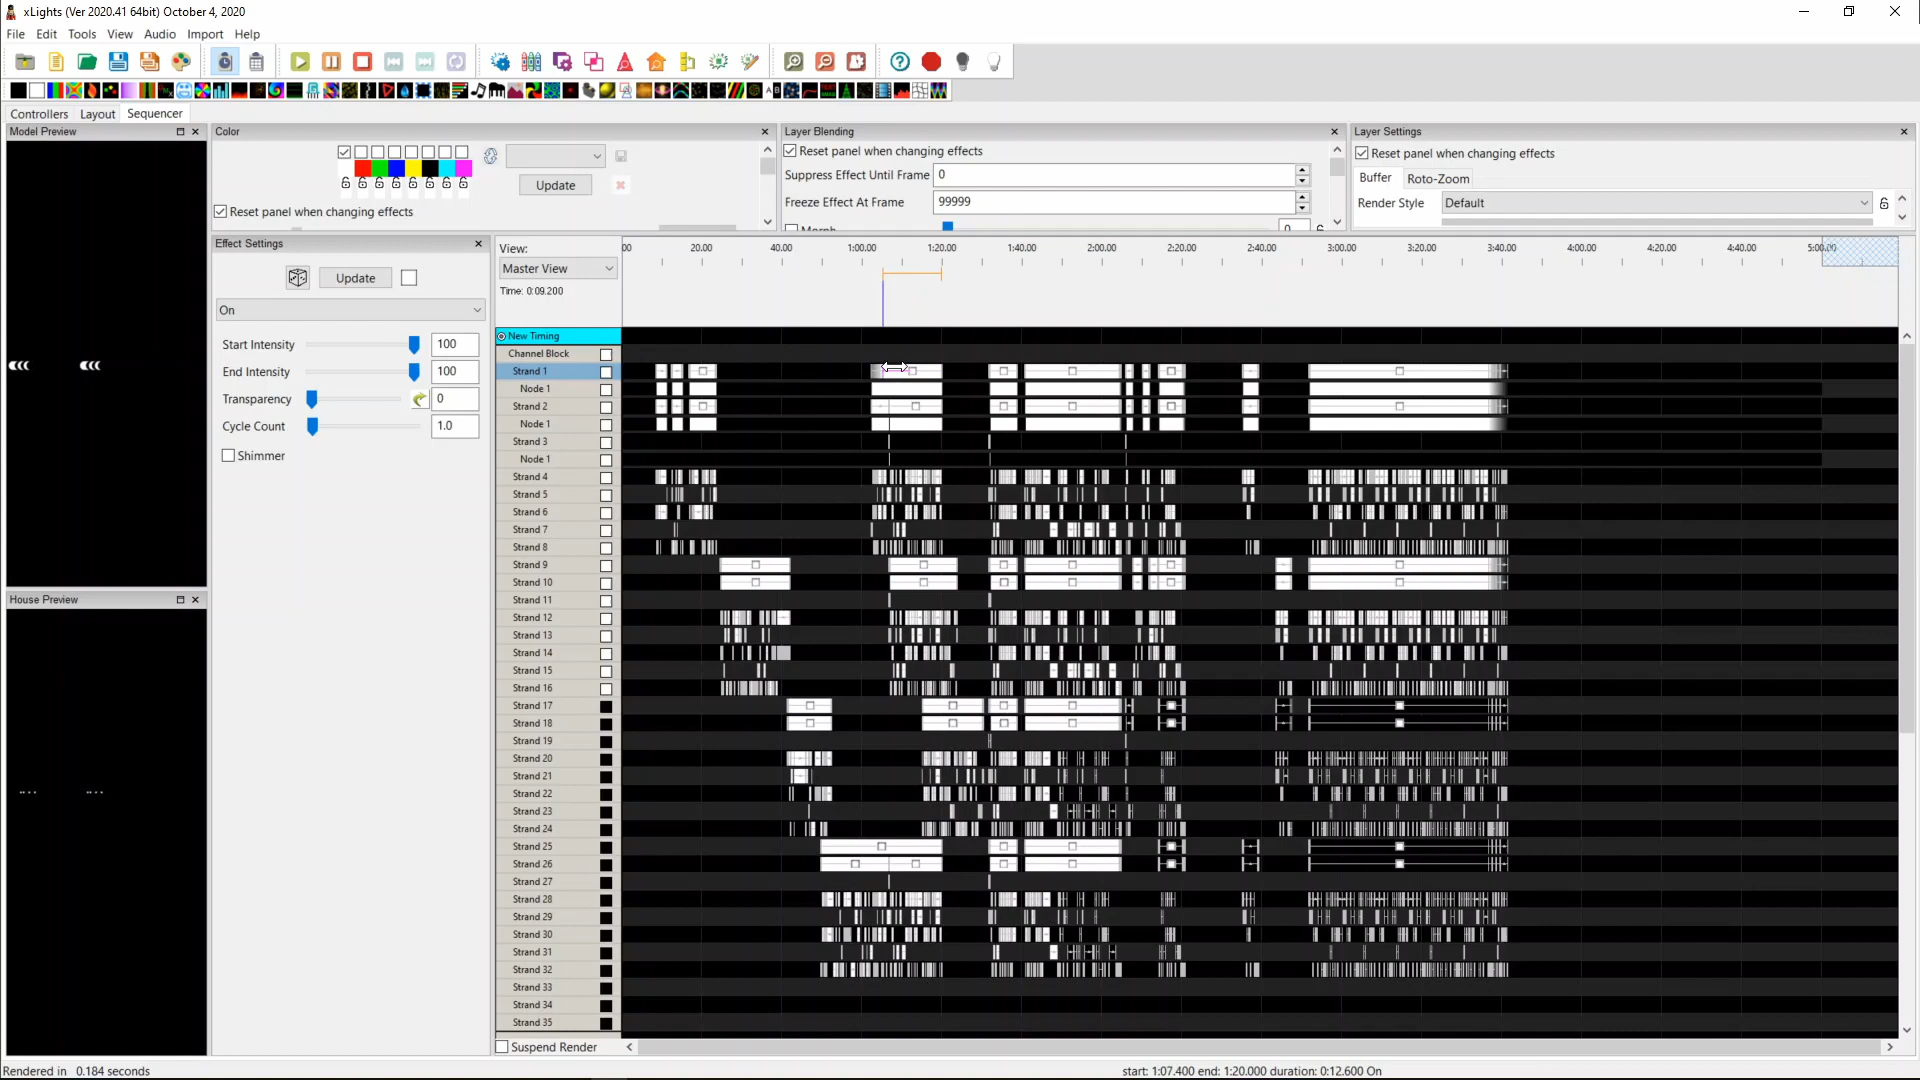 xLights (Ver 2020.41 64bit) October 4, 2020
File Edit Tools View Audio Import Help
Controllers Layout Sequencer
Model Preview
Color
Layer Blending
Layer Settings
Reset panel when changing effects
Reset panel when changing effects
Suppress Effect Until Frame 0
Buffer Roto-Zoom
Update
Freeze Effect At Frame 99999
Render Style Default
Reset panel when changing effects
Morph 0
Effect Settings
View:
00 20.00 40.00 1:00.00 1:20.00 1:40.00 2:00.00 2:20.00 2:40.00 3:00.00 3:20.00 3:40.00 4:00.00 4:20.00 4:40.00
Master View
Update
Time: 0:09.200
On
Start Intensity 100
End Intensity 100
Transparency 0
Cycle Count 1.0
Shimmer
New Timing
Channel Block
Strand 1
Node 1
Strand 2
Node 1
Strand 3
Node 1
Strand 4
Strand 5
Strand 6
Strand 7
Strand 8
Strand 9
Strand 10
Strand 11
Strand 12
Strand 13
Strand 14
Strand 15
Strand 16
Strand 17
Strand 18
Strand 19
Strand 20
Strand 21
Strand 22
Strand 23
Strand 24
Strand 25
Strand 26
Strand 27
Strand 28
Strand 29
Strand 30
Strand 31
Strand 32
Strand 33
Strand 34
Strand 35
House Preview
Suspend Render
Rendered in 0.184 seconds
start: 1:07.400 end: 1:20.000 duration: 0:12.600 On